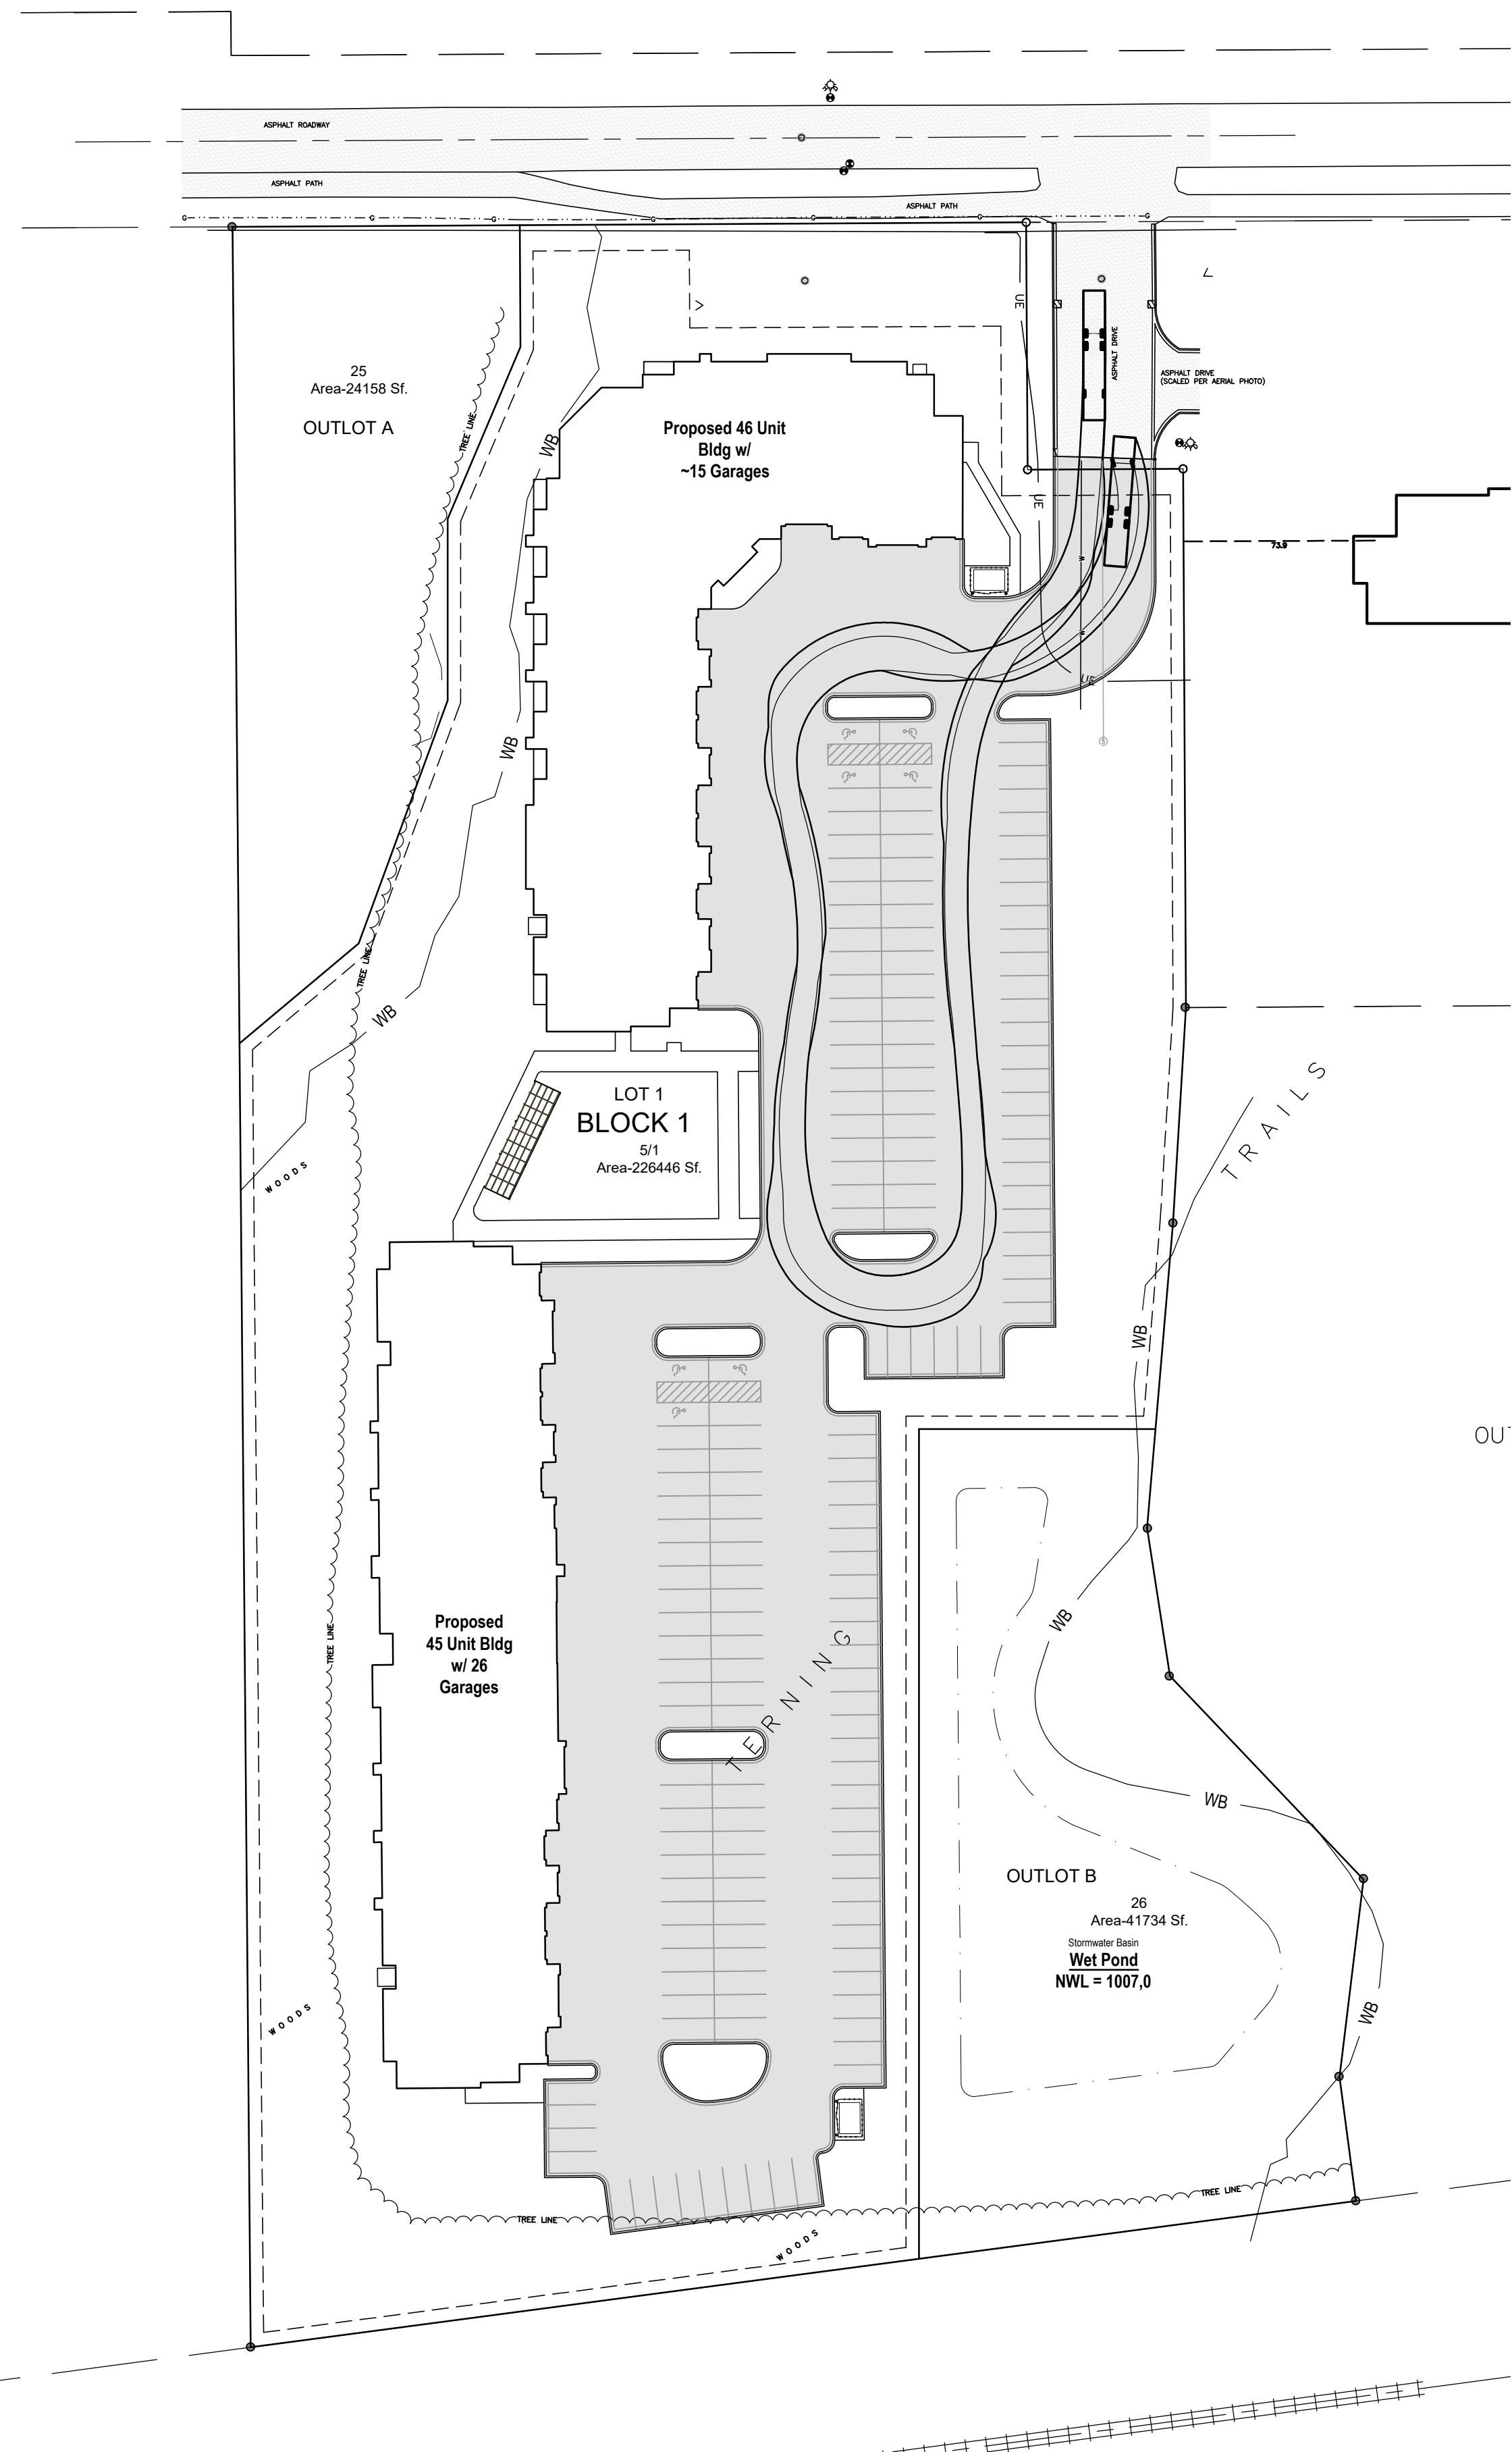 ASPHALT ROADWAY
ASPHALT PATH
ASPHALT PATH
G
G
G
G
G
G
G
UE
ASPHALT DRIVE
ASPHALT DRIVE
(SCALED PER AERIAL PHOTO)
25
Area-24158 Sf.
OUTLOT A
TREE LINE
WB
Proposed 46 Unit
Bldg w/
~15 Garages
UE
73.9
W
W
UE
S
WB
TREE LINE
WB
LOT 1
BLOCK 1
5/1
Area-226446 Sf.
TRAILS
WOODS
WB
OUT
TREE LINE
Proposed
45 Unit Bldg
w/ 26
Garages
TERNING
WB
WB
OUTLOT B
26
Area-41734 Sf.
Stormwater Basin
Wet Pond
NWL = 1007,0
WB
WOODS
TREE LINE
TREE LINE
WOODS